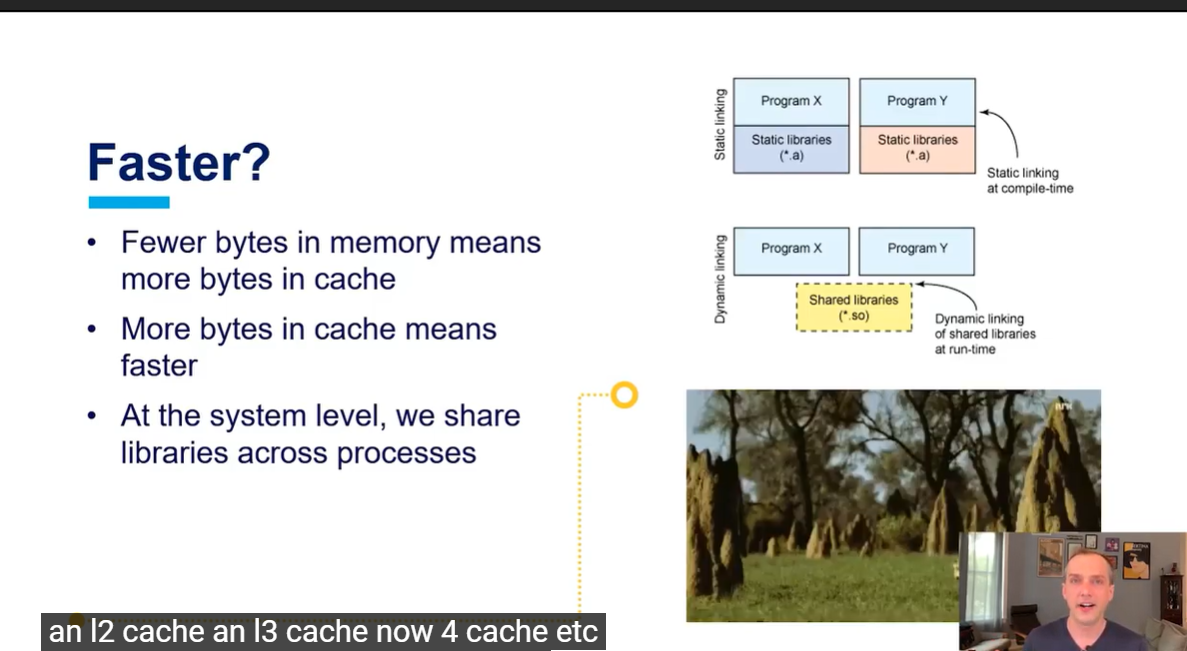 Faster?
• Fewer bytes in memory means
more bytes in cache
• More bytes in cache means
faster
• At the system level, we share
libraries across processes
Static linking
Program X
Program Y
Static libraries
(*.a)
Static libraries
(*.a)
Static linking
at compile-time
Dynamic linking
Program X
Program Y
Shared libraries
(*.so)
Dynamic linking
of shared libraries
at run-time
an l2 cache an l3 cache now 4 cache etc